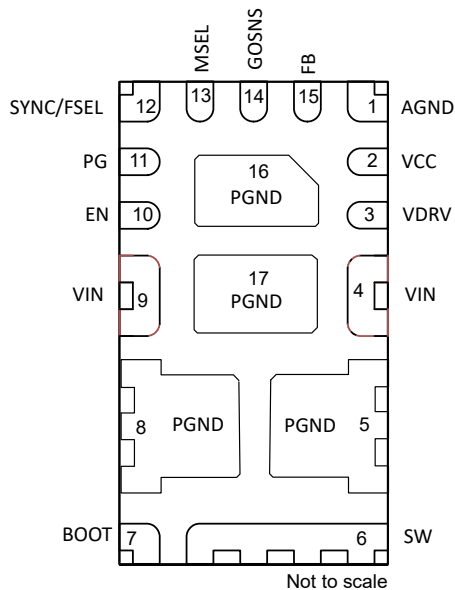 MSEL
GOSNS
FB
SYNC/FSEL 12 13 14 15 1 AGND
PG 11 2 VCC
16
PGND
EN 10 3 VDRV
17
PGND
VIN 9 4 VIN
8 PGND PGND 5
BOOT 7 6 SW
Not to scale